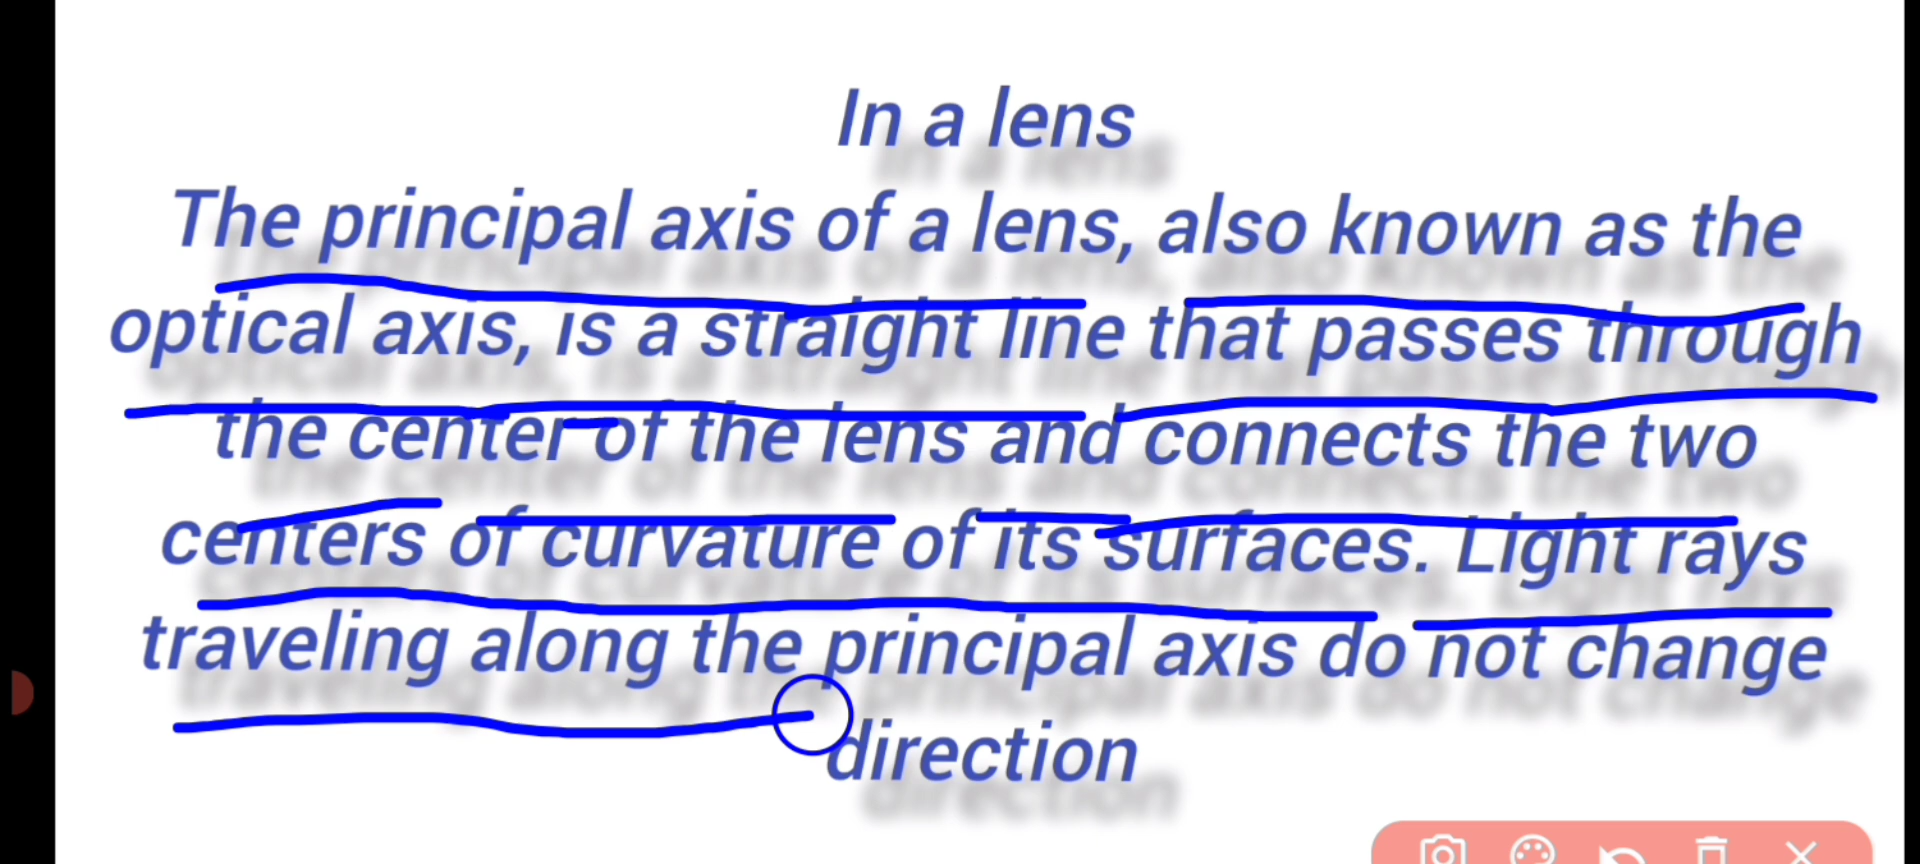 In a lens
The principal axis of a lens, also known as the
optical axis, is a straight line that passes through
the center of the lens and connects the two
centers of curvature of its surfaces. Light rays
traveling along the principal axis do not change
direction